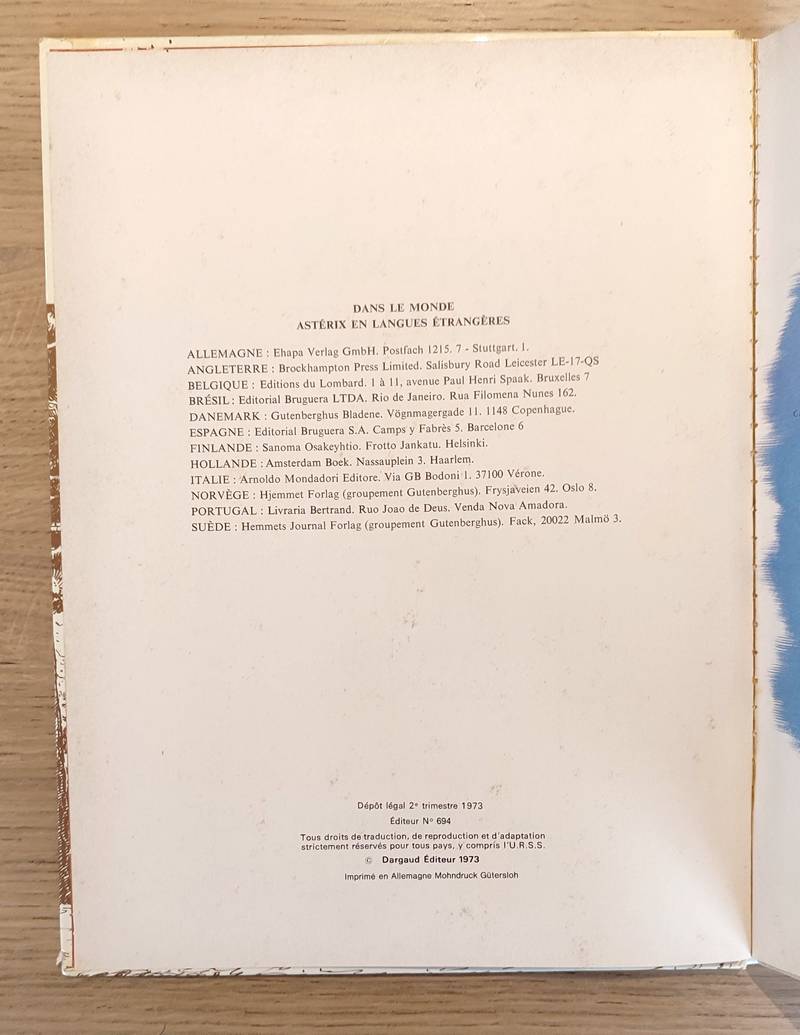 DANS LE MONDE
ASTÉRIX EN LANGUES ÉTRANGÈRES
ALLEMAGNE : Ehapa Verlag GmbH. Postfach 1215. 7 - Stuttgart. 1.
ANGLETERRE : Brockhampton Press Limited. Salisbury Road Leicester LE-17-QS
BELGIQUE : Editions du Lombard. 1 à 11, avenue Paul Henri Spaak. Bruxelles 7
BRÉSIL : Editorial Bruguera LTDA. Rio de Janeiro. Rua Filomena Nunes 162.
DANEMARK : Gutenberghus Bladene. Vögnmagergade 11. 1148 Copenhague.
ESPAGNE : Editorial Bruguera S.A. Camps y Fabrès 5. Barcelone 6
FINLANDE : Sanoma Osakeyhtio. Frotto Jankatu. Helsinki.
HOLLANDE : Amsterdam Boek. Nassauplein 3. Haarlem.
ITALIE : Arnoldo Mondadori Editore. Via GB Bodoni 1. 37100 Vérone.
NORVÈGE : Hjemmet Forlag (groupement Gutenberghus). Frysjaveien 42. Oslo 8.
PORTUGAL : Livraria Bertrand. Ruo Joao de Deus. Venda Nova Amadora.
SUÈDE : Hemmets Journal Forlag (groupement Gutenberghus). Fack, 20022 Malmö 3.
Dépôt légal 2e trimestre 1973
Éditeur N° 694
Tous droits de traduction, de reproduction et d'adaptation
strictement réservés pour tous pays, y compris l'U.R.S.S.
© Dargaud Éditeur 1973
Imprimé en Allemagne Mohndruck Gütersloh